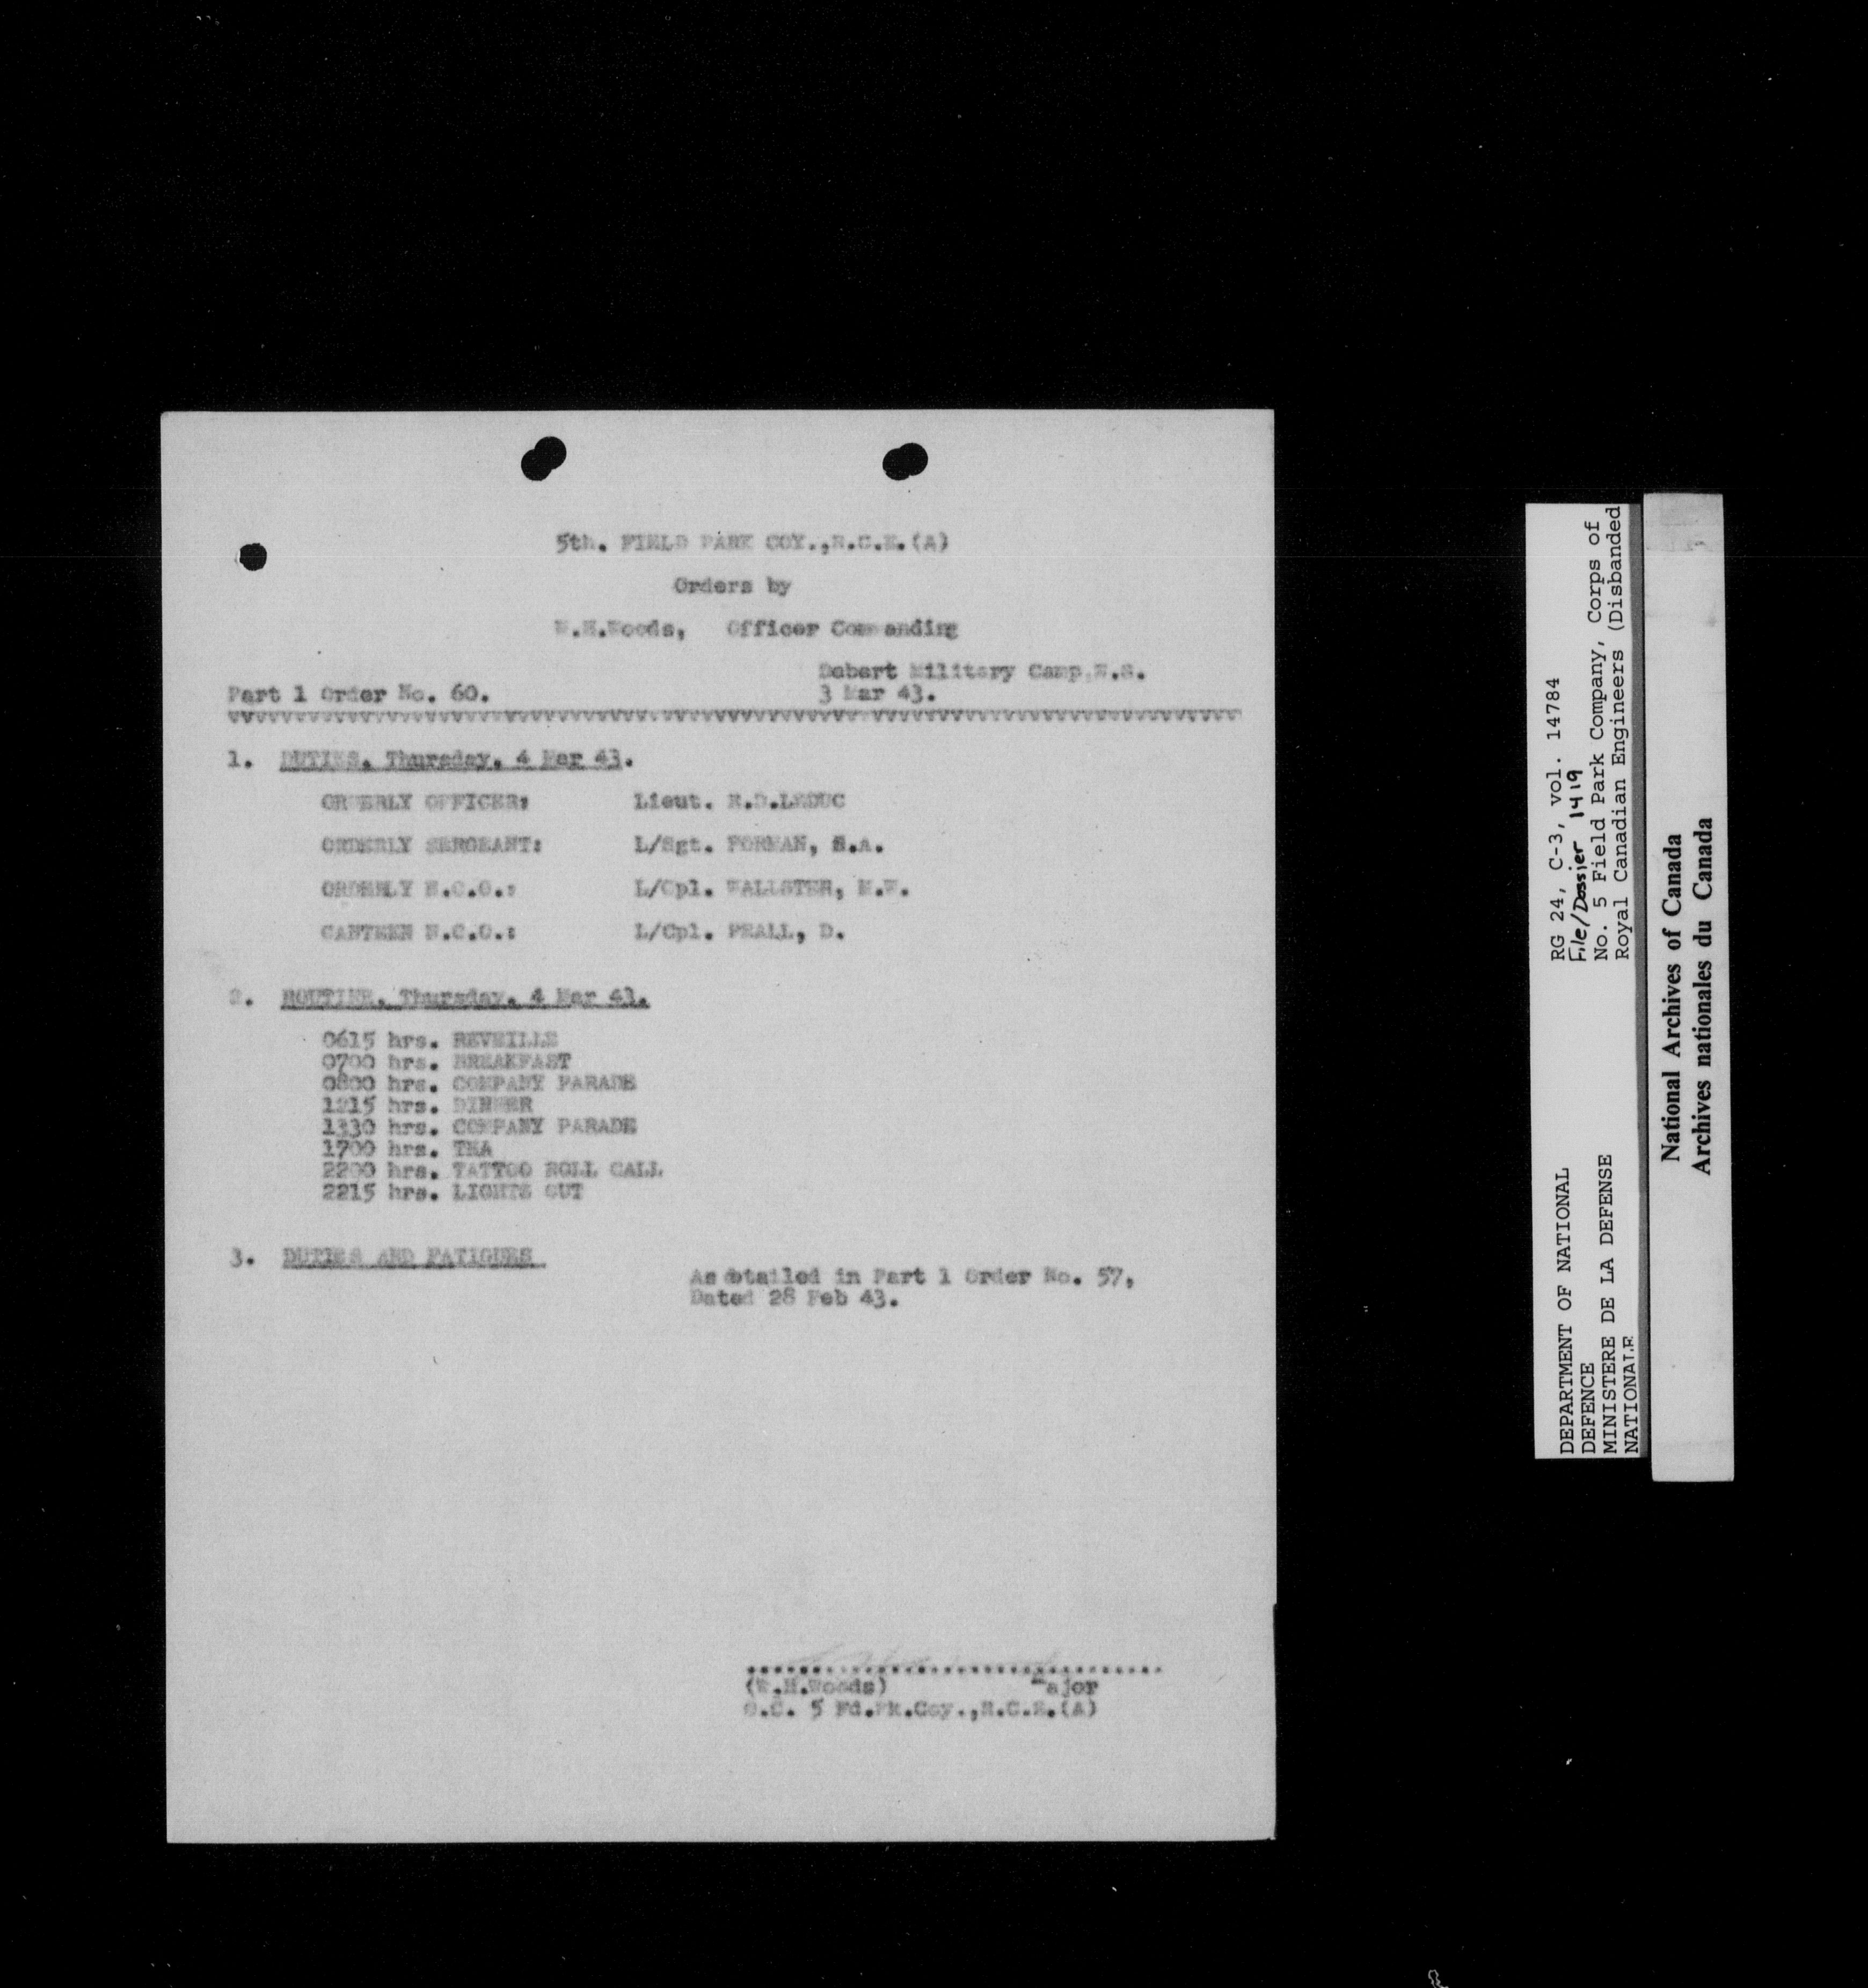 5th. FIELD PARK COY.,R.C.E.(A)
Orders by
W.H.Woods, Officer Commanding
Debert Military Camp,N.S.
Part 1 Order No. 60.
3 Mar 43.
1. DUTIES. Thursday. 4 Mar 43.
ORDERLY OFFICER: Lieut. R.D.LEDUC
ORDERLY SERGEANT: L/Sgt. FORMAN, S.A.
ORDERLY N.C.O.: L/Cpl. WALLSTER,
CANTEEN N.C.O.: L/Cpl. PEALL, D.
2. ROUTINE. Thursday. 4 Mar 43.
0615 hrs. REVEILLE
0700 hrs. BREAKFAST
0800 hrs. COMPANY PARADE
1215 hrs. DINNER
1330 hrs. COMPANY PARADE
1700 hrs. TEA
2200 hrs. TATTOO ROLL CALL
2215 hrs. LIGHTS OUT
3. DUTIES AND FATIGUES
As detailed in Part 1 Order No. 57,
Dated 28 Feb 43.
(W.H.Woods) Major
O.C. 5 Fd.Pk.Coy.,R.C.E.(A)
DEPARTMENT OF NATIONAL
DEFENCE
MINISTERE DE LA DEFENSE
NATIONALE
RG 24, C-3, vol. 14784
File/Dossier 1419
No. 5 Field Park Company, Corps of
Royal Canadian Engineers (Disbanded
National Archives of Canada
Archives nationales du Canada